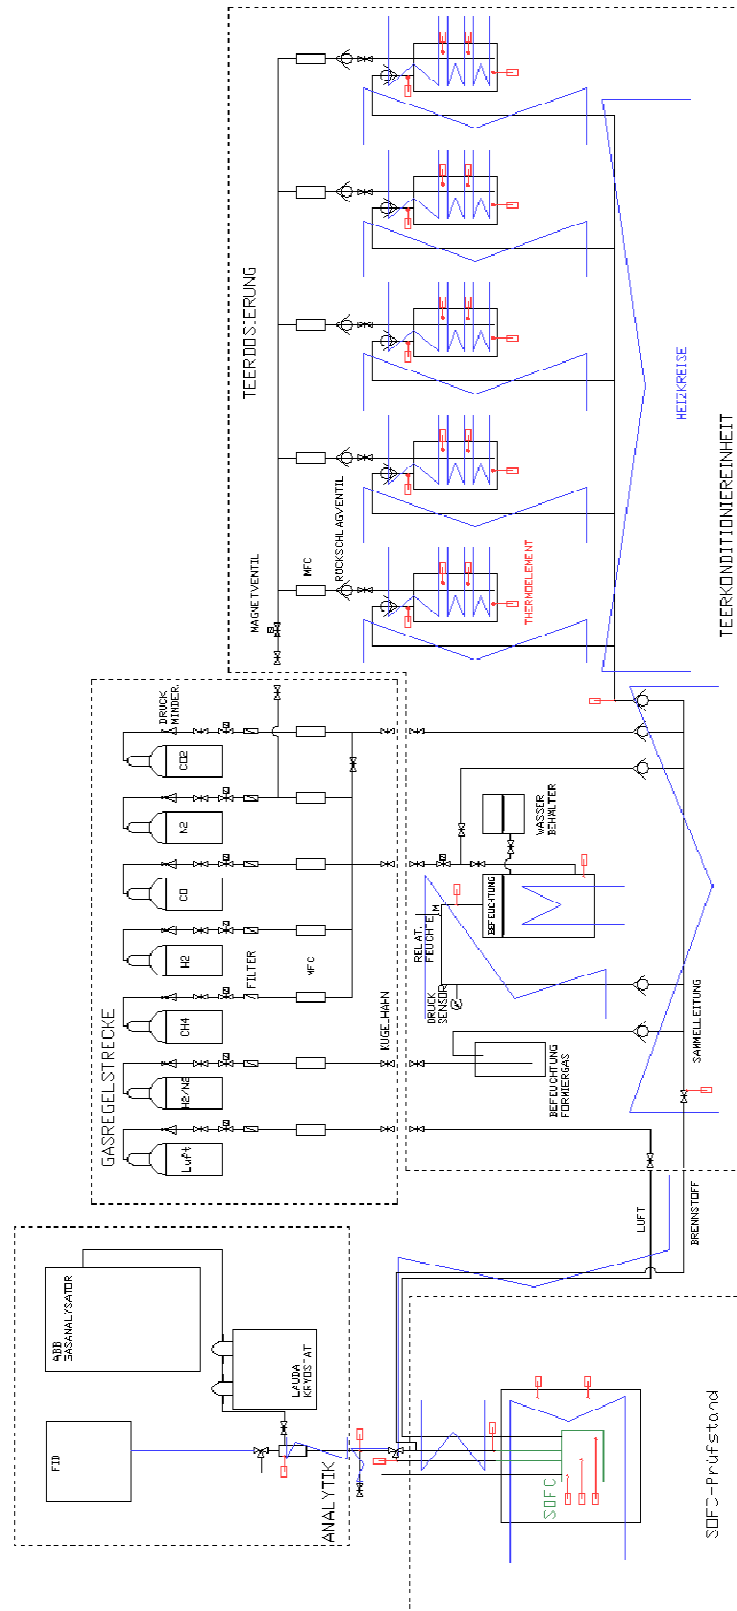 TEERDOSIERUNG
HEIZKREISE
TEERKONDITIONIEREINHEIT
MAGNETVENTIL
MFC
RÜCKSCHLAGVENTIL
THERMOELEMENT
DRUCK
MINDER.
CO2
N2
CO
H2
CH4
H2/N2
Luft
FILTER
MFC
KUGELHAHN
GASREGELSTRECKE
WASSER
BEHÄLTER
BEFEUCHTUNG
RELAT.
FEUCHTE
M
DRUCK
SENSOR
BEFEUCHTUNG
FORMIERGAS
SAMMELLEITUNG
LUFT
BRENNSTOFF
ABB
GASANALYSATOR
LAUDA
KRYOSTAT
FID
ANALYTIK
SOFC
SOFC-Prüfstand